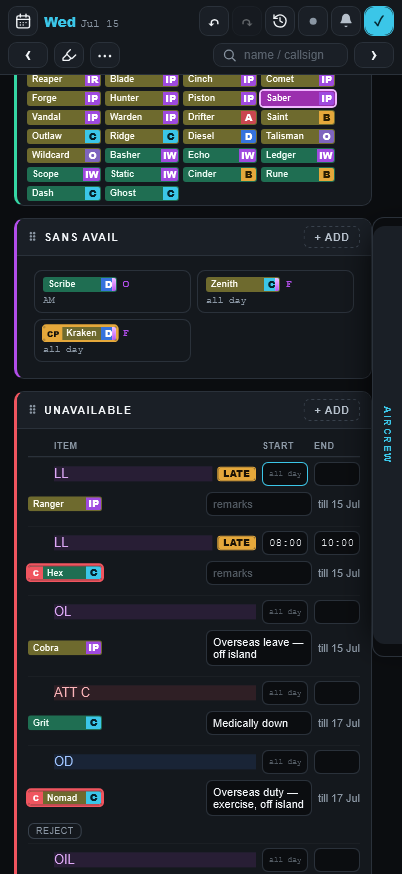 Wed Jul 15
name / callsign
Reaper IR Blade IP Cinch IP Comet IP
Forge IP Hunter IP Piston IP Saber IP
Vandal IP Warden IP Drifter A Saint B
Outlaw C Ridge C Diesel D Talisman O
Wildcard O Basher IW Echo IW Ledger IW
Scope IW Static IW Cinder B Rune B
Dash C Ghost C
SANS AVAIL + ADD
Scribe D O Zenith C F
AM all day
CP Kraken D F
all day
UNAVAILABLE + ADD
ITEM START END
LL LATE all day
Ranger IP remarks till 15 Jul
LL LATE 08:00 10:00
C Hex C remarks till 15 Jul
OL all day
Cobra IP Overseas leave —
off island till 15 Jul
ATT C all day
Grit C Medically down till 17 Jul
OD all day
C Nomad C Overseas duty —
exercise, off island till 17 Jul
REJECT
OIL all day
AIRCREW